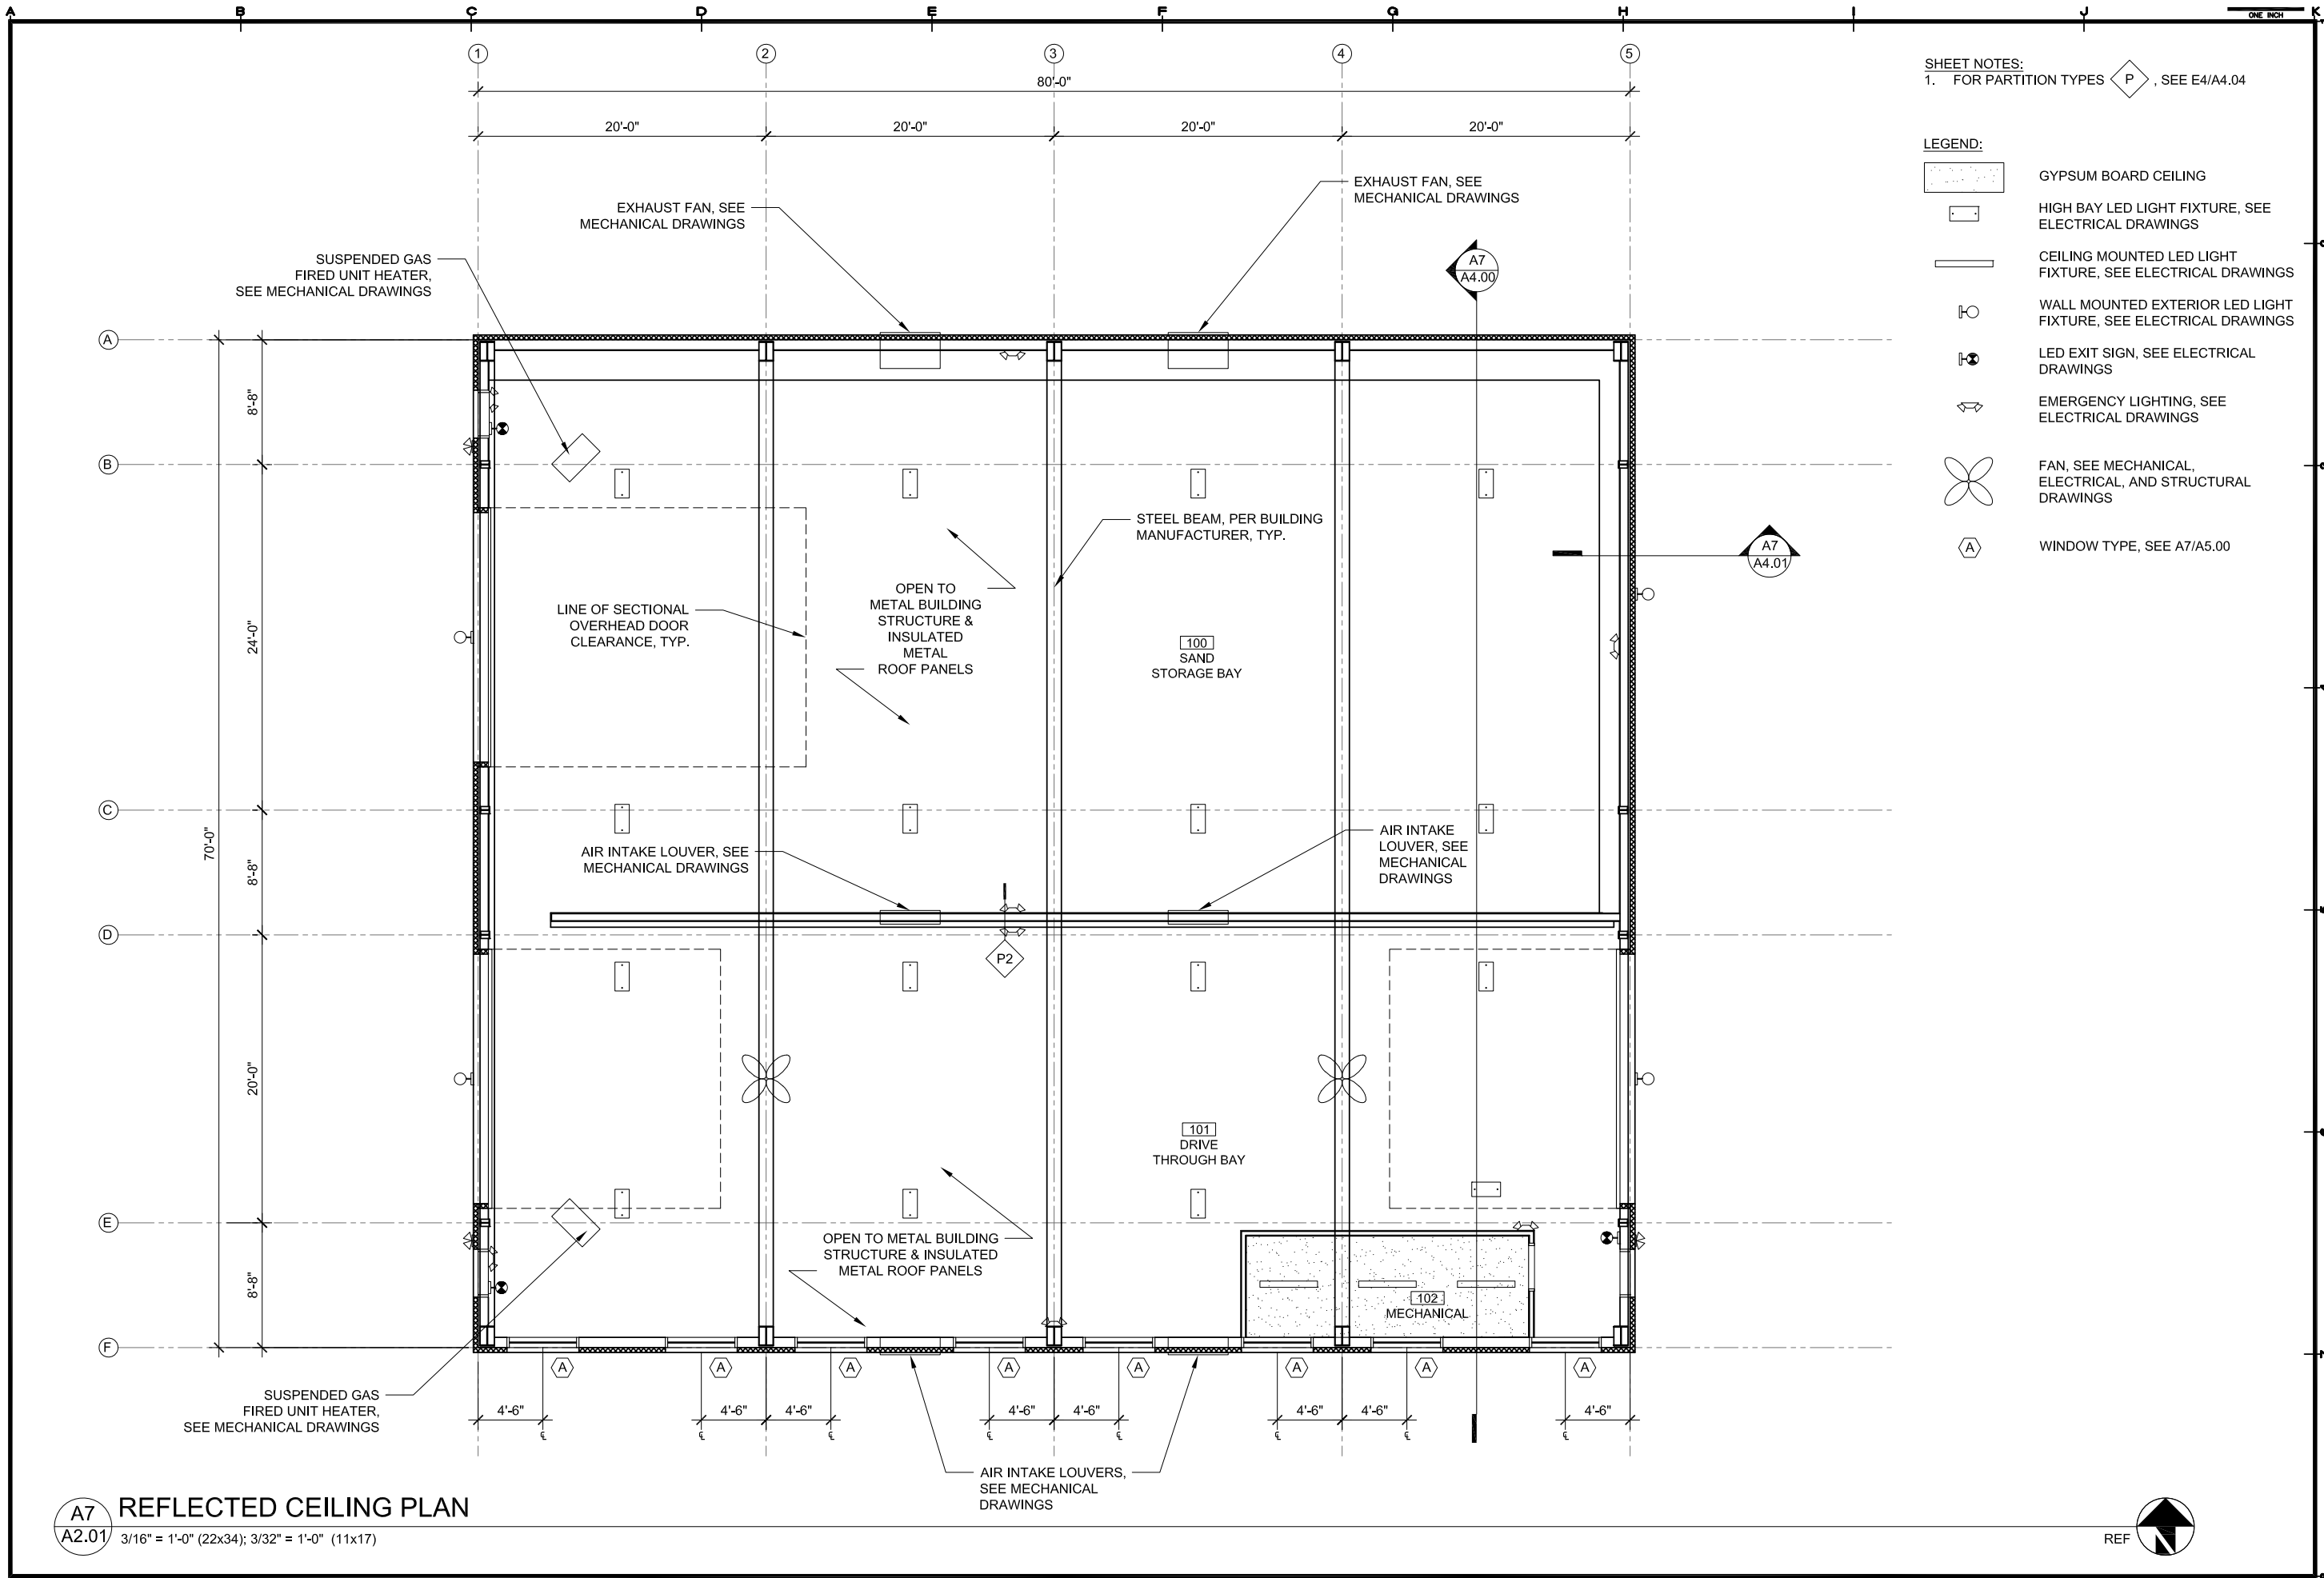 A B C D E F G H I J K
ONE INCH
1 2 3 4 5
80'-0"
20'-0" 20'-0" 20'-0" 20'-0"
SHEET NOTES:
1. FOR PARTITION TYPES P , SEE E4/A4.04
LEGEND:
GYPSUM BOARD CEILING
HIGH BAY LED LIGHT FIXTURE, SEE
ELECTRICAL DRAWINGS
CEILING MOUNTED LED LIGHT
FIXTURE, SEE ELECTRICAL DRAWINGS
WALL MOUNTED EXTERIOR LED LIGHT
FIXTURE, SEE ELECTRICAL DRAWINGS
LED EXIT SIGN, SEE ELECTRICAL
DRAWINGS
EMERGENCY LIGHTING, SEE
ELECTRICAL DRAWINGS
FAN, SEE MECHANICAL,
ELECTRICAL, AND STRUCTURAL
DRAWINGS
A
WINDOW TYPE, SEE A7/A5.00
EXHAUST FAN, SEE
MECHANICAL DRAWINGS
EXHAUST FAN, SEE
MECHANICAL DRAWINGS
SUSPENDED GAS
FIRED UNIT HEATER,
SEE MECHANICAL DRAWINGS
A7
A4.00
A
B
C
D
E
F
8'-8"
24'-0"
8'-8"
20'-0"
8'-8"
70'-0"
STEEL BEAM, PER BUILDING
MANUFACTURER, TYP.
A7
A4.01
OPEN TO
METAL BUILDING
STRUCTURE &
INSULATED
METAL
ROOF PANELS
LINE OF SECTIONAL
OVERHEAD DOOR
CLEARANCE, TYP.
100
SAND
STORAGE BAY
AIR INTAKE LOUVER, SEE
MECHANICAL DRAWINGS
AIR INTAKE
LOUVER, SEE
MECHANICAL
DRAWINGS
P2
101
DRIVE
THROUGH BAY
OPEN TO METAL BUILDING
STRUCTURE & INSULATED
METAL ROOF PANELS
102
MECHANICAL
A A A A A A A A
SUSPENDED GAS
FIRED UNIT HEATER,
SEE MECHANICAL DRAWINGS
4'-6" 4'-6" 4'-6" 4'-6" 4'-6" 4'-6" 4'-6" 4'-6"
AIR INTAKE LOUVERS,
SEE MECHANICAL
DRAWINGS
A7
A2.01
REFLECTED CEILING PLAN
3/16" = 1'-0" (22x34); 3/32" = 1'-0" (11x17)
REF
N